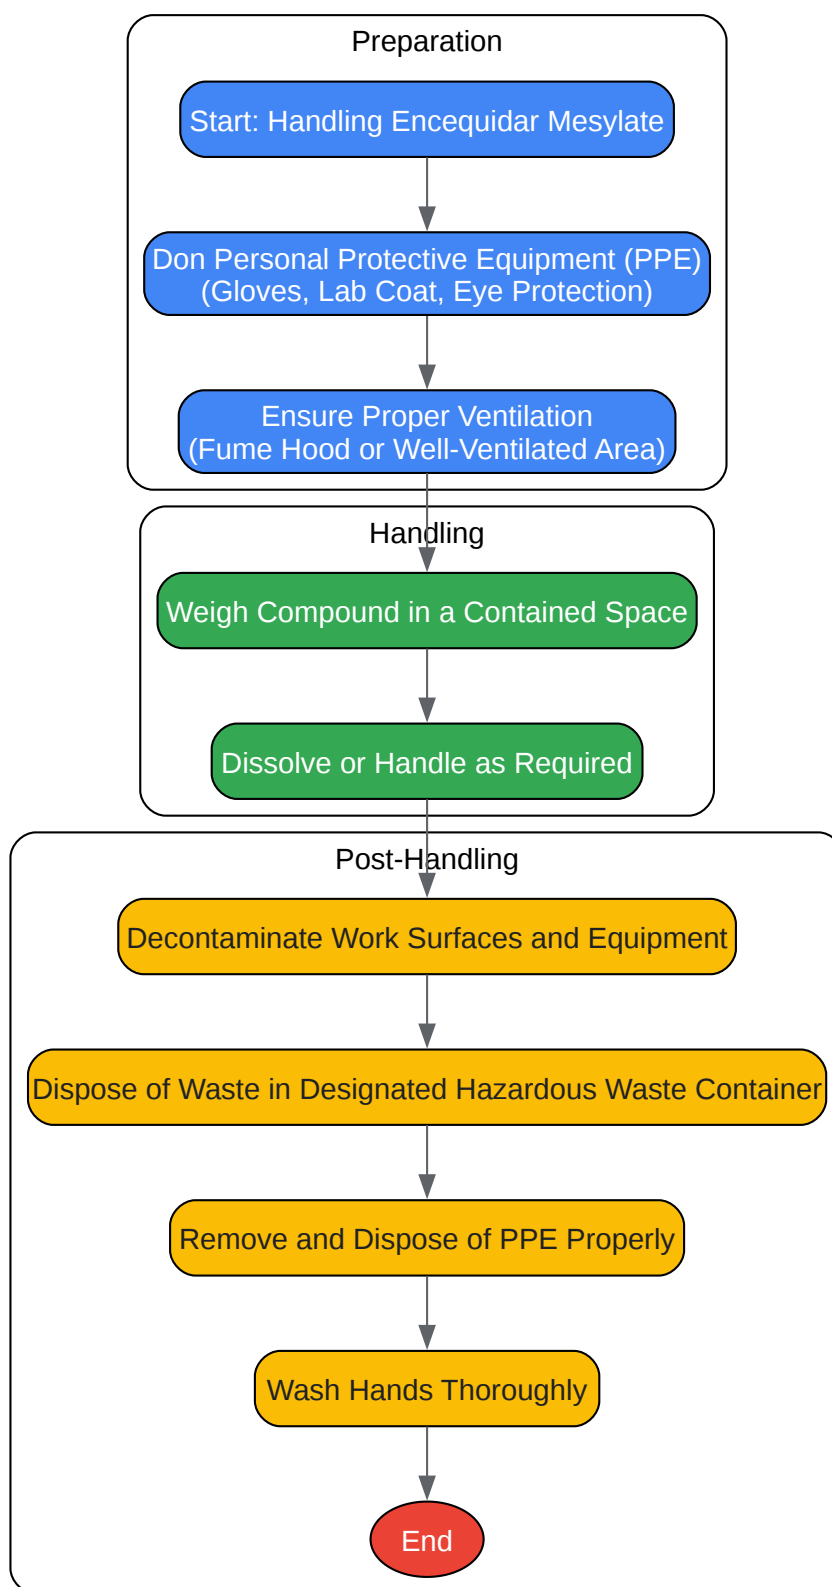 Preparation
Start: Handling Encequidar Mesylate
Don Personal Protective Equipment (PPE)
(Gloves, Lab Coat, Eye Protection)
Ensure Proper Ventilation
(Fume Hood or Well-Ventilated Area)
Handling
Weigh Compound in a Contained Space
Dissolve or Handle as Required
Post-Handling
Decontaminate Work Surfaces and Equipment
Dispose of Waste in Designated Hazardous Waste Container
Remove and Dispose of PPE Properly
Wash Hands Thoroughly
End